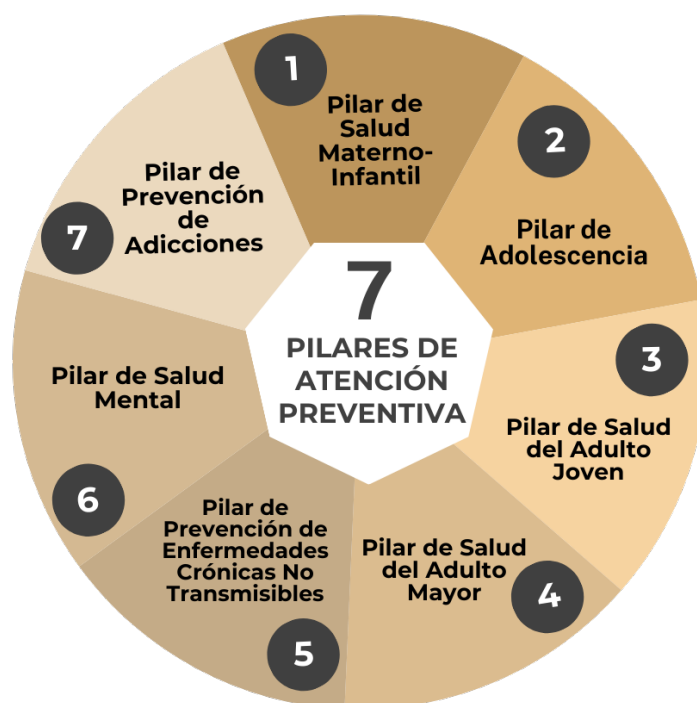 7
PILARES DE
ATENCIÓN
PREVENTIVA
1
Pilar de
Salud
Materno-
Infantil
2
Pilar de
Adolescencia
3
Pilar de Salud
del Adulto
Joven
4
Pilar de Salud
del Adulto
Mayor
5
Pilar de
Prevención de
Enfermedades
Crónicas No
Transmisibles
6
Pilar de Salud
Mental
7
Pilar de
Prevención
de
Adicciones